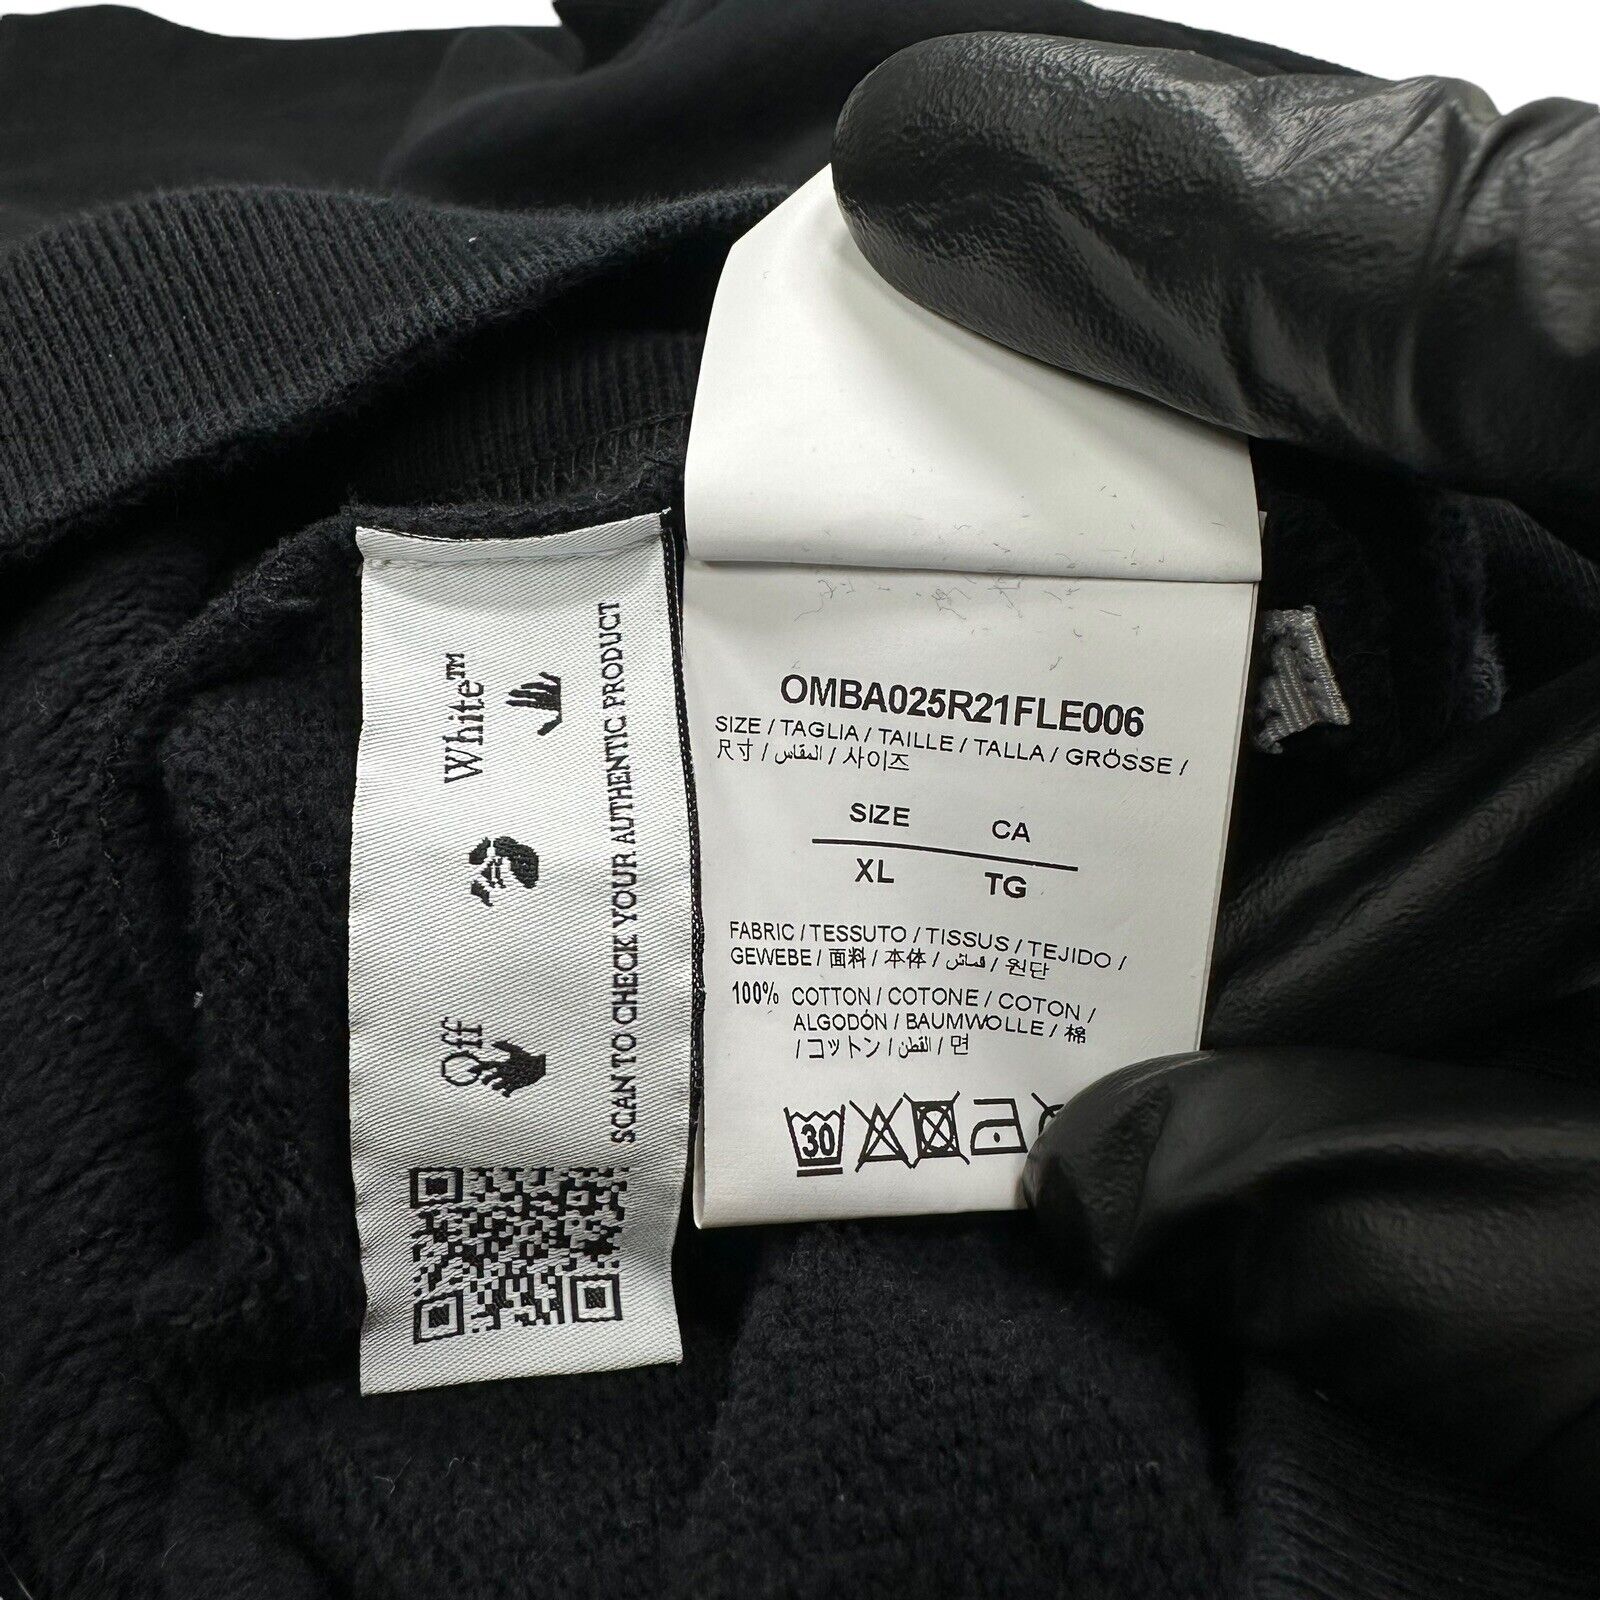 Off White™
SCAN TO CHECK YOUR AUTHENTIC PRODUCT
OMBA025R21FLE006
SIZE / TAGLIA / TAILLE / TALLA / GRÖSSE /
尺寸 / المقاس / 사이즈
SIZE CA
XL TG
FABRIC / TESSUTO / TISSUS / TEJIDO /
GEWEBE / 面料 / 本体 / قماش / 원단
100% COTTON / COTONE / COTON /
ALGODÓN / BAUMWOLLE / 棉
/ コットン / القطن / 면
30